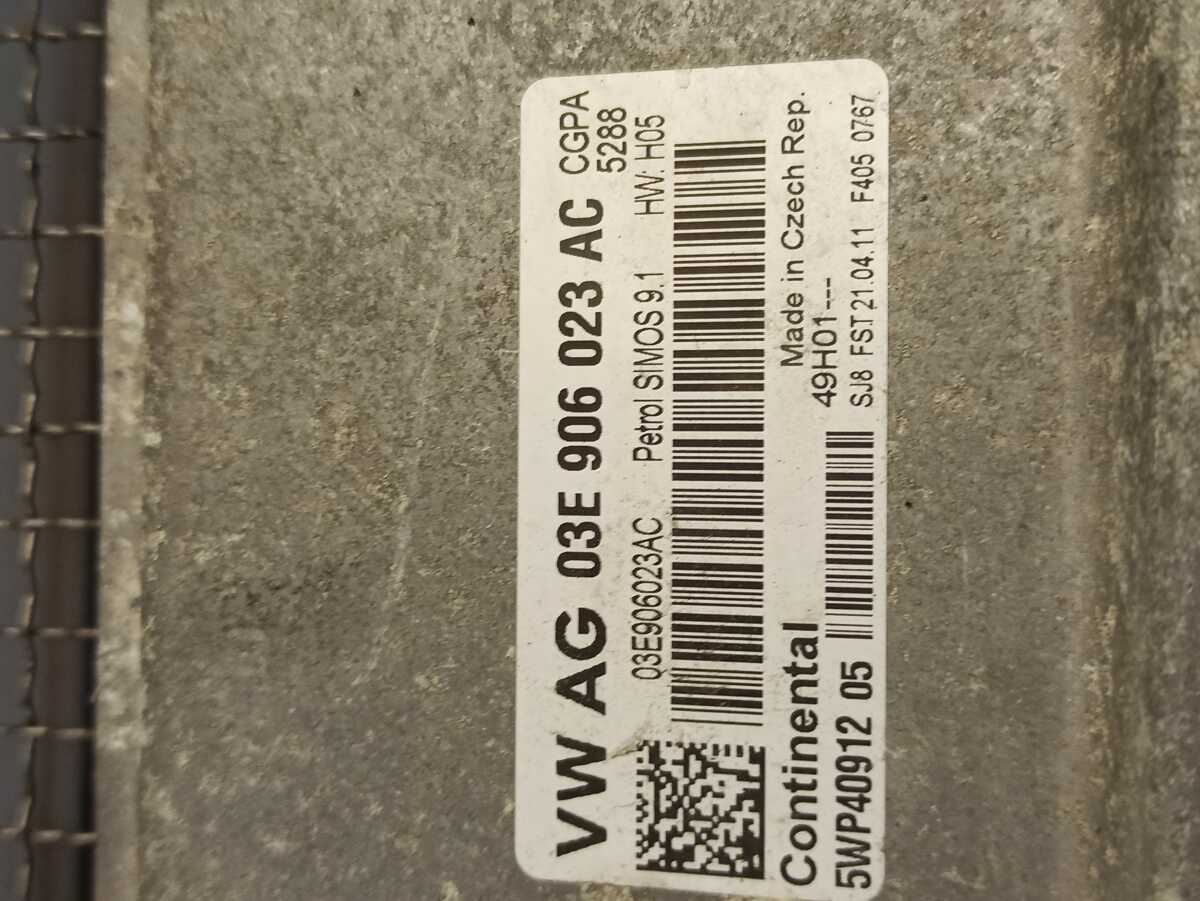 VW AG 03E 906 023 AC CGPA
5288
03E906023AC Petrol SIMOS 9.1 HW: H05
Continental Made in Czech Rep.
49H01---
5WP40912 05 SJ8 FST 21.04.11 F405 0767